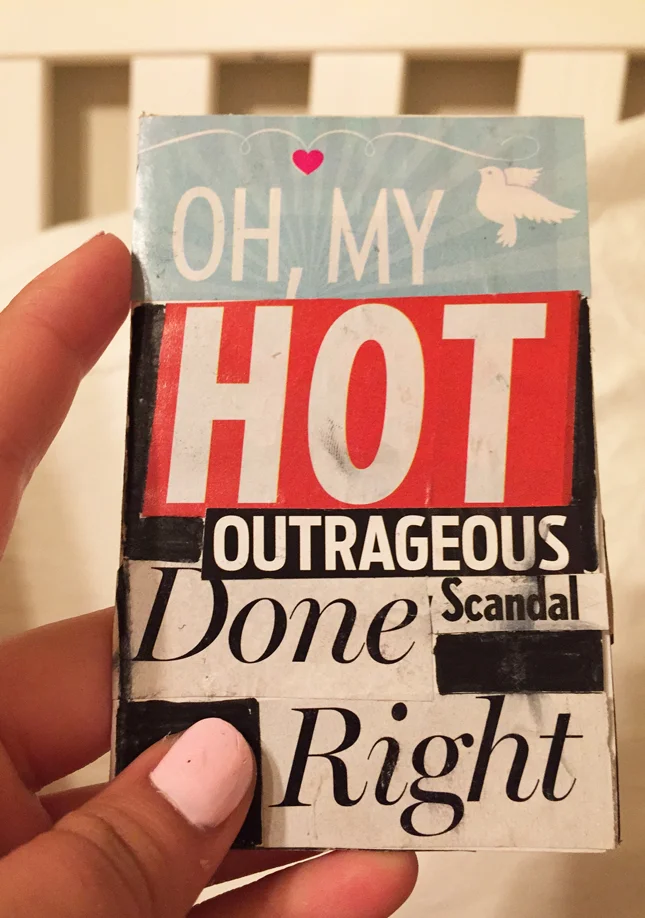 OH, MY
HOT
OUTRAGEOUS
Done Scandal
Right